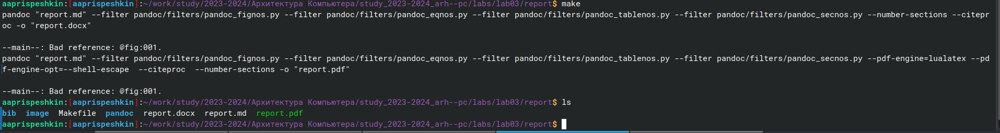 aaprispeshkin:[aaprispeshkin]:~/work/study/2023-2024/Архитектура Компьютера/study_2023-2024_arh--pc/labs/lab03/report$ make
pandoc "report.md" --filter pandoc/filters/pandoc_fignos.py --filter pandoc/filters/pandoc_eqnos.py --filter pandoc/filters/pandoc_tablenos.py --filter pandoc/filters/pandoc_secnos.py --number-sections --citepr
oc -o "report.docx"
--main--: Bad reference: @fig:001.
pandoc "report.md" --filter pandoc/filters/pandoc_fignos.py --filter pandoc/filters/pandoc_eqnos.py --filter pandoc/filters/pandoc_tablenos.py --filter pandoc/filters/pandoc_secnos.py --pdf-engine=lualatex --pd
f-engine-opt=--shell-escape  --citeproc  --number-sections -o "report.pdf"
--main--: Bad reference: @fig:001.
aaprispeshkin:[aaprispeshkin]:~/work/study/2023-2024/Архитектура Компьютера/study_2023-2024_arh--pc/labs/lab03/report$ ls
bib  image  Makefile  pandoc  report.docx  report.md  report.pdf
aaprispeshkin:[aaprispeshkin]:~/work/study/2023-2024/Архитектура Компьютера/study_2023-2024_arh--pc/labs/lab03/report$